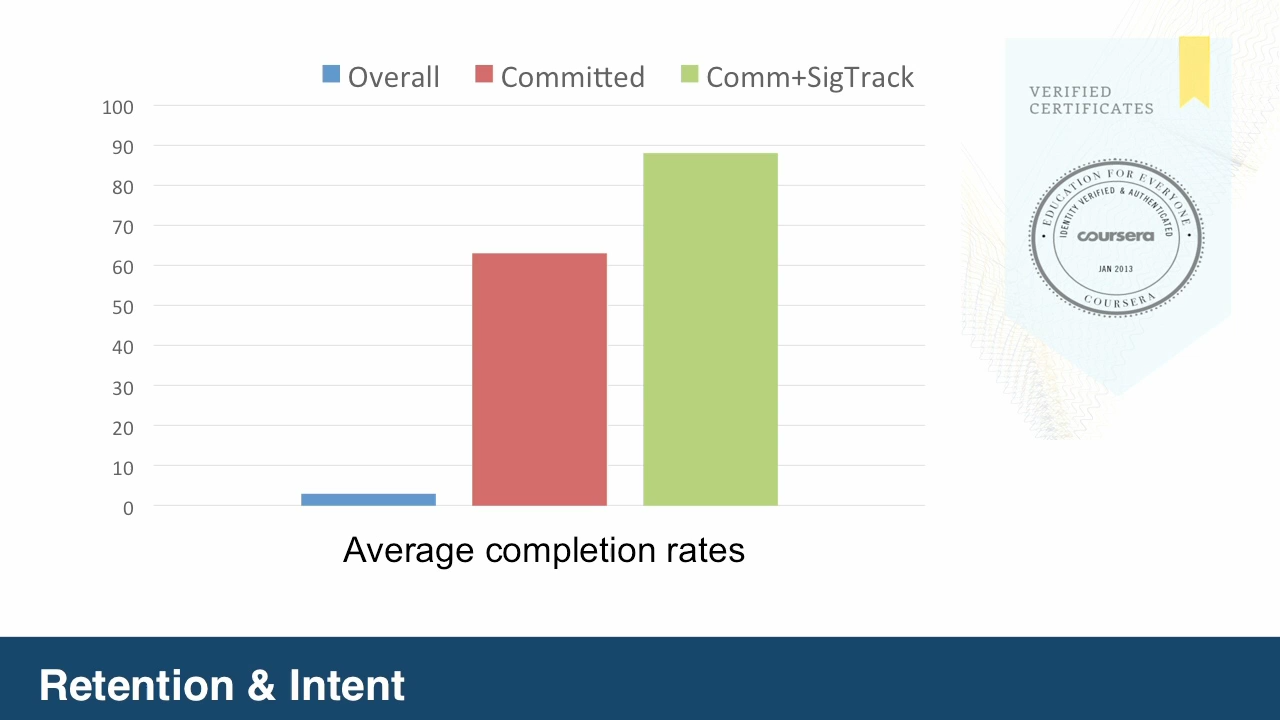 Overall Committed Comm+SigTrack
100
90
80
70
60
50
40
30
20
10
0
Average completion rates
VERIFIED
CERTIFICATES
• EDUCATION FOR EVERYONE •
IDENTITY VERIFIED & AUTHENTICATED
coursera
JAN 2013
COURSERA
Retention & Intent